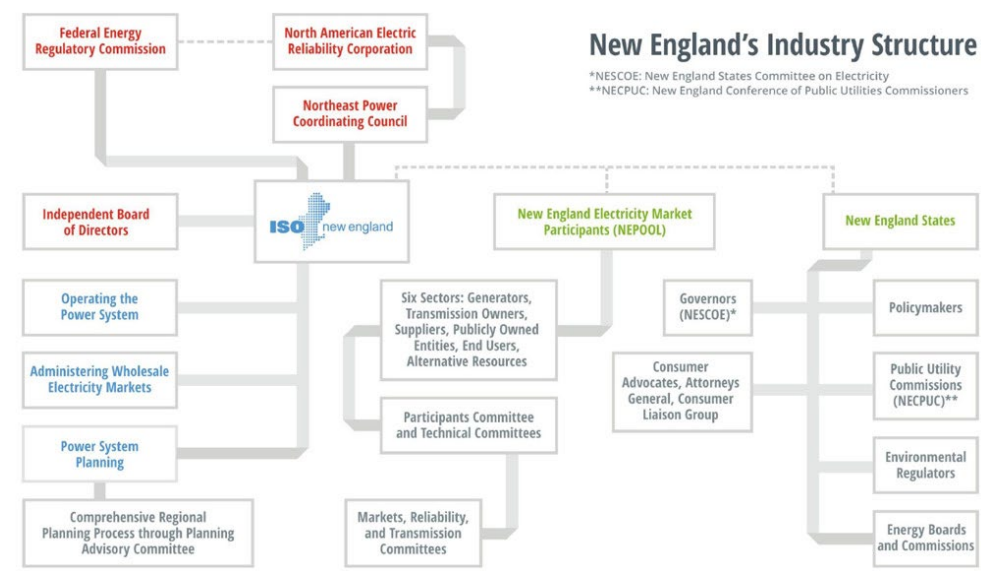 New England's Industry Structure
*NESCOE: New England States Committee on Electricity
**NECPUC: New England Conference of Public Utilities Commissioners
Federal Energy
Regulatory Commission
North American Electric
Reliability Corporation
Northeast Power
Coordinating Council
Independent Board
of Directors
ISO new england
New England Electricity Market
Participants (NEPOOL)
New England States
Operating the
Power System
Administering Wholesale
Electricity Markets
Power System
Planning
Comprehensive Regional
Planning Process through Planning
Advisory Committee
Six Sectors: Generators,
Transmission Owners,
Suppliers, Publicly Owned
Entities, End Users,
Alternative Resources
Participants Committee
and Technical Committees
Markets, Reliability,
and Transmission
Committees
Governors
(NESCOE)*
Policymakers
Consumer
Advocates, Attorneys
General, Consumer
Liaison Group
Public Utility
Commissions
(NECPUC)**
Environmental
Regulators
Energy Boards
and Commissions